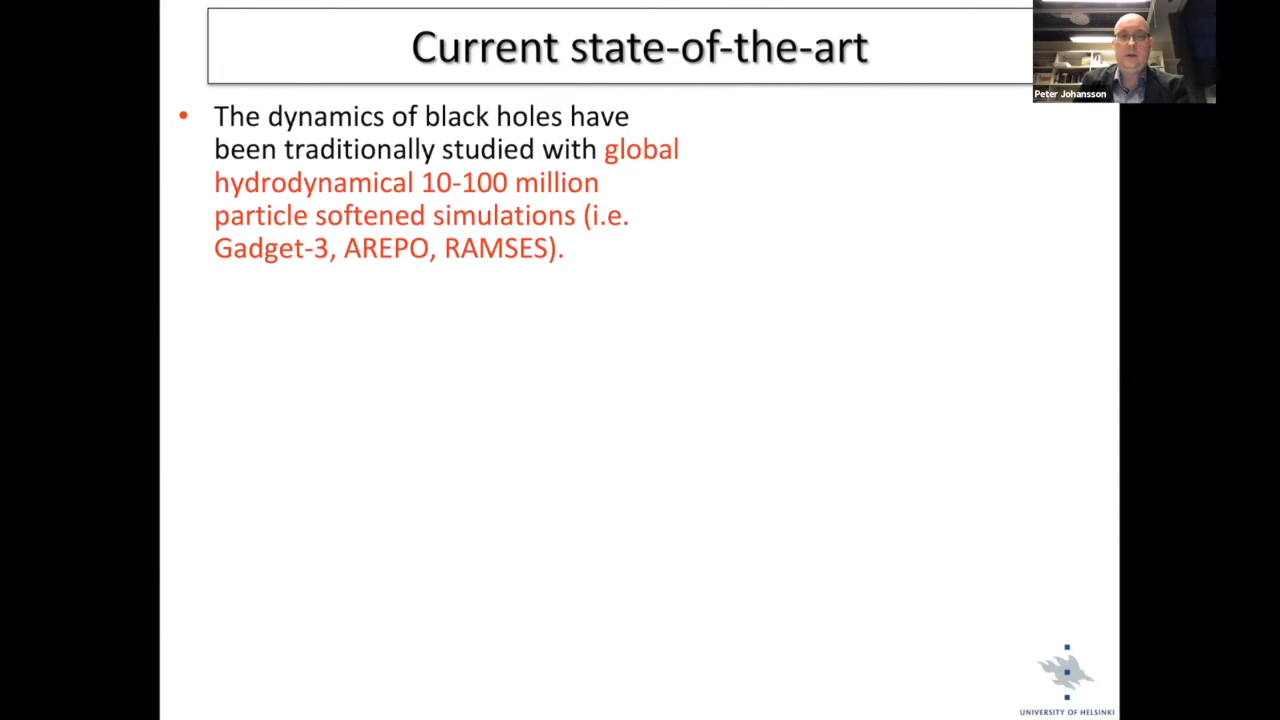 Current state-of-the-art
Peter Johansson
• The dynamics of black holes have
been traditionally studied with global
hydrodynamical 10-100 million
particle softened simulations (i.e.
Gadget-3, AREPO, RAMSES).
UNIVERSITY OF HELSINKI